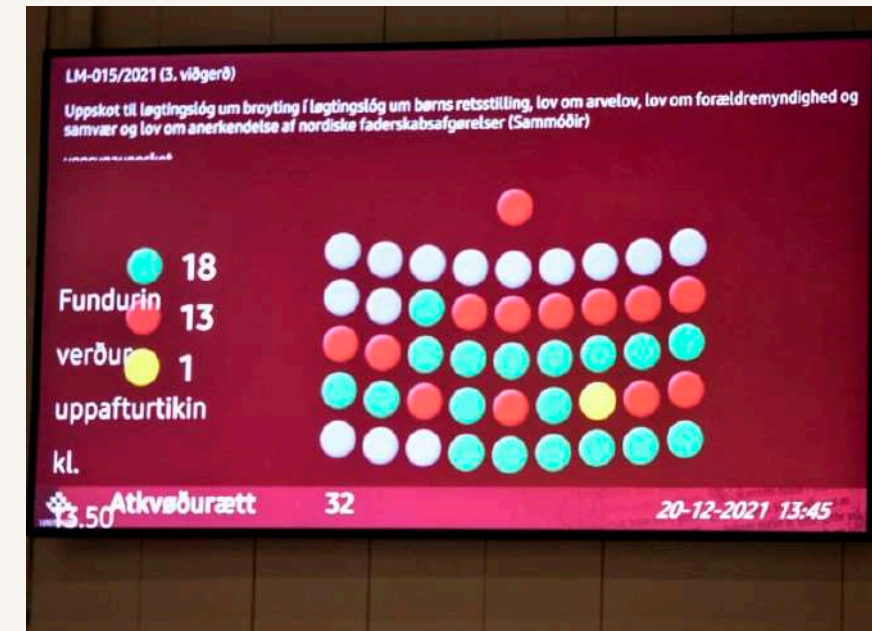 LM-015/2021 (3. viðgerð)
Uppskot til løgtingslóg um broyting í løgtingslóg um børns retsstilling, lov om arvelov, lov om forældremyndighed og
samvær og lov om anerkendelse af nordiske faderskabsafgørelser (Sammóðir)
18
Fundurin
13
verður
1
uppafturtikin
kl.
13.50
Atkvøðurætt 32
20-12-2021 13:45